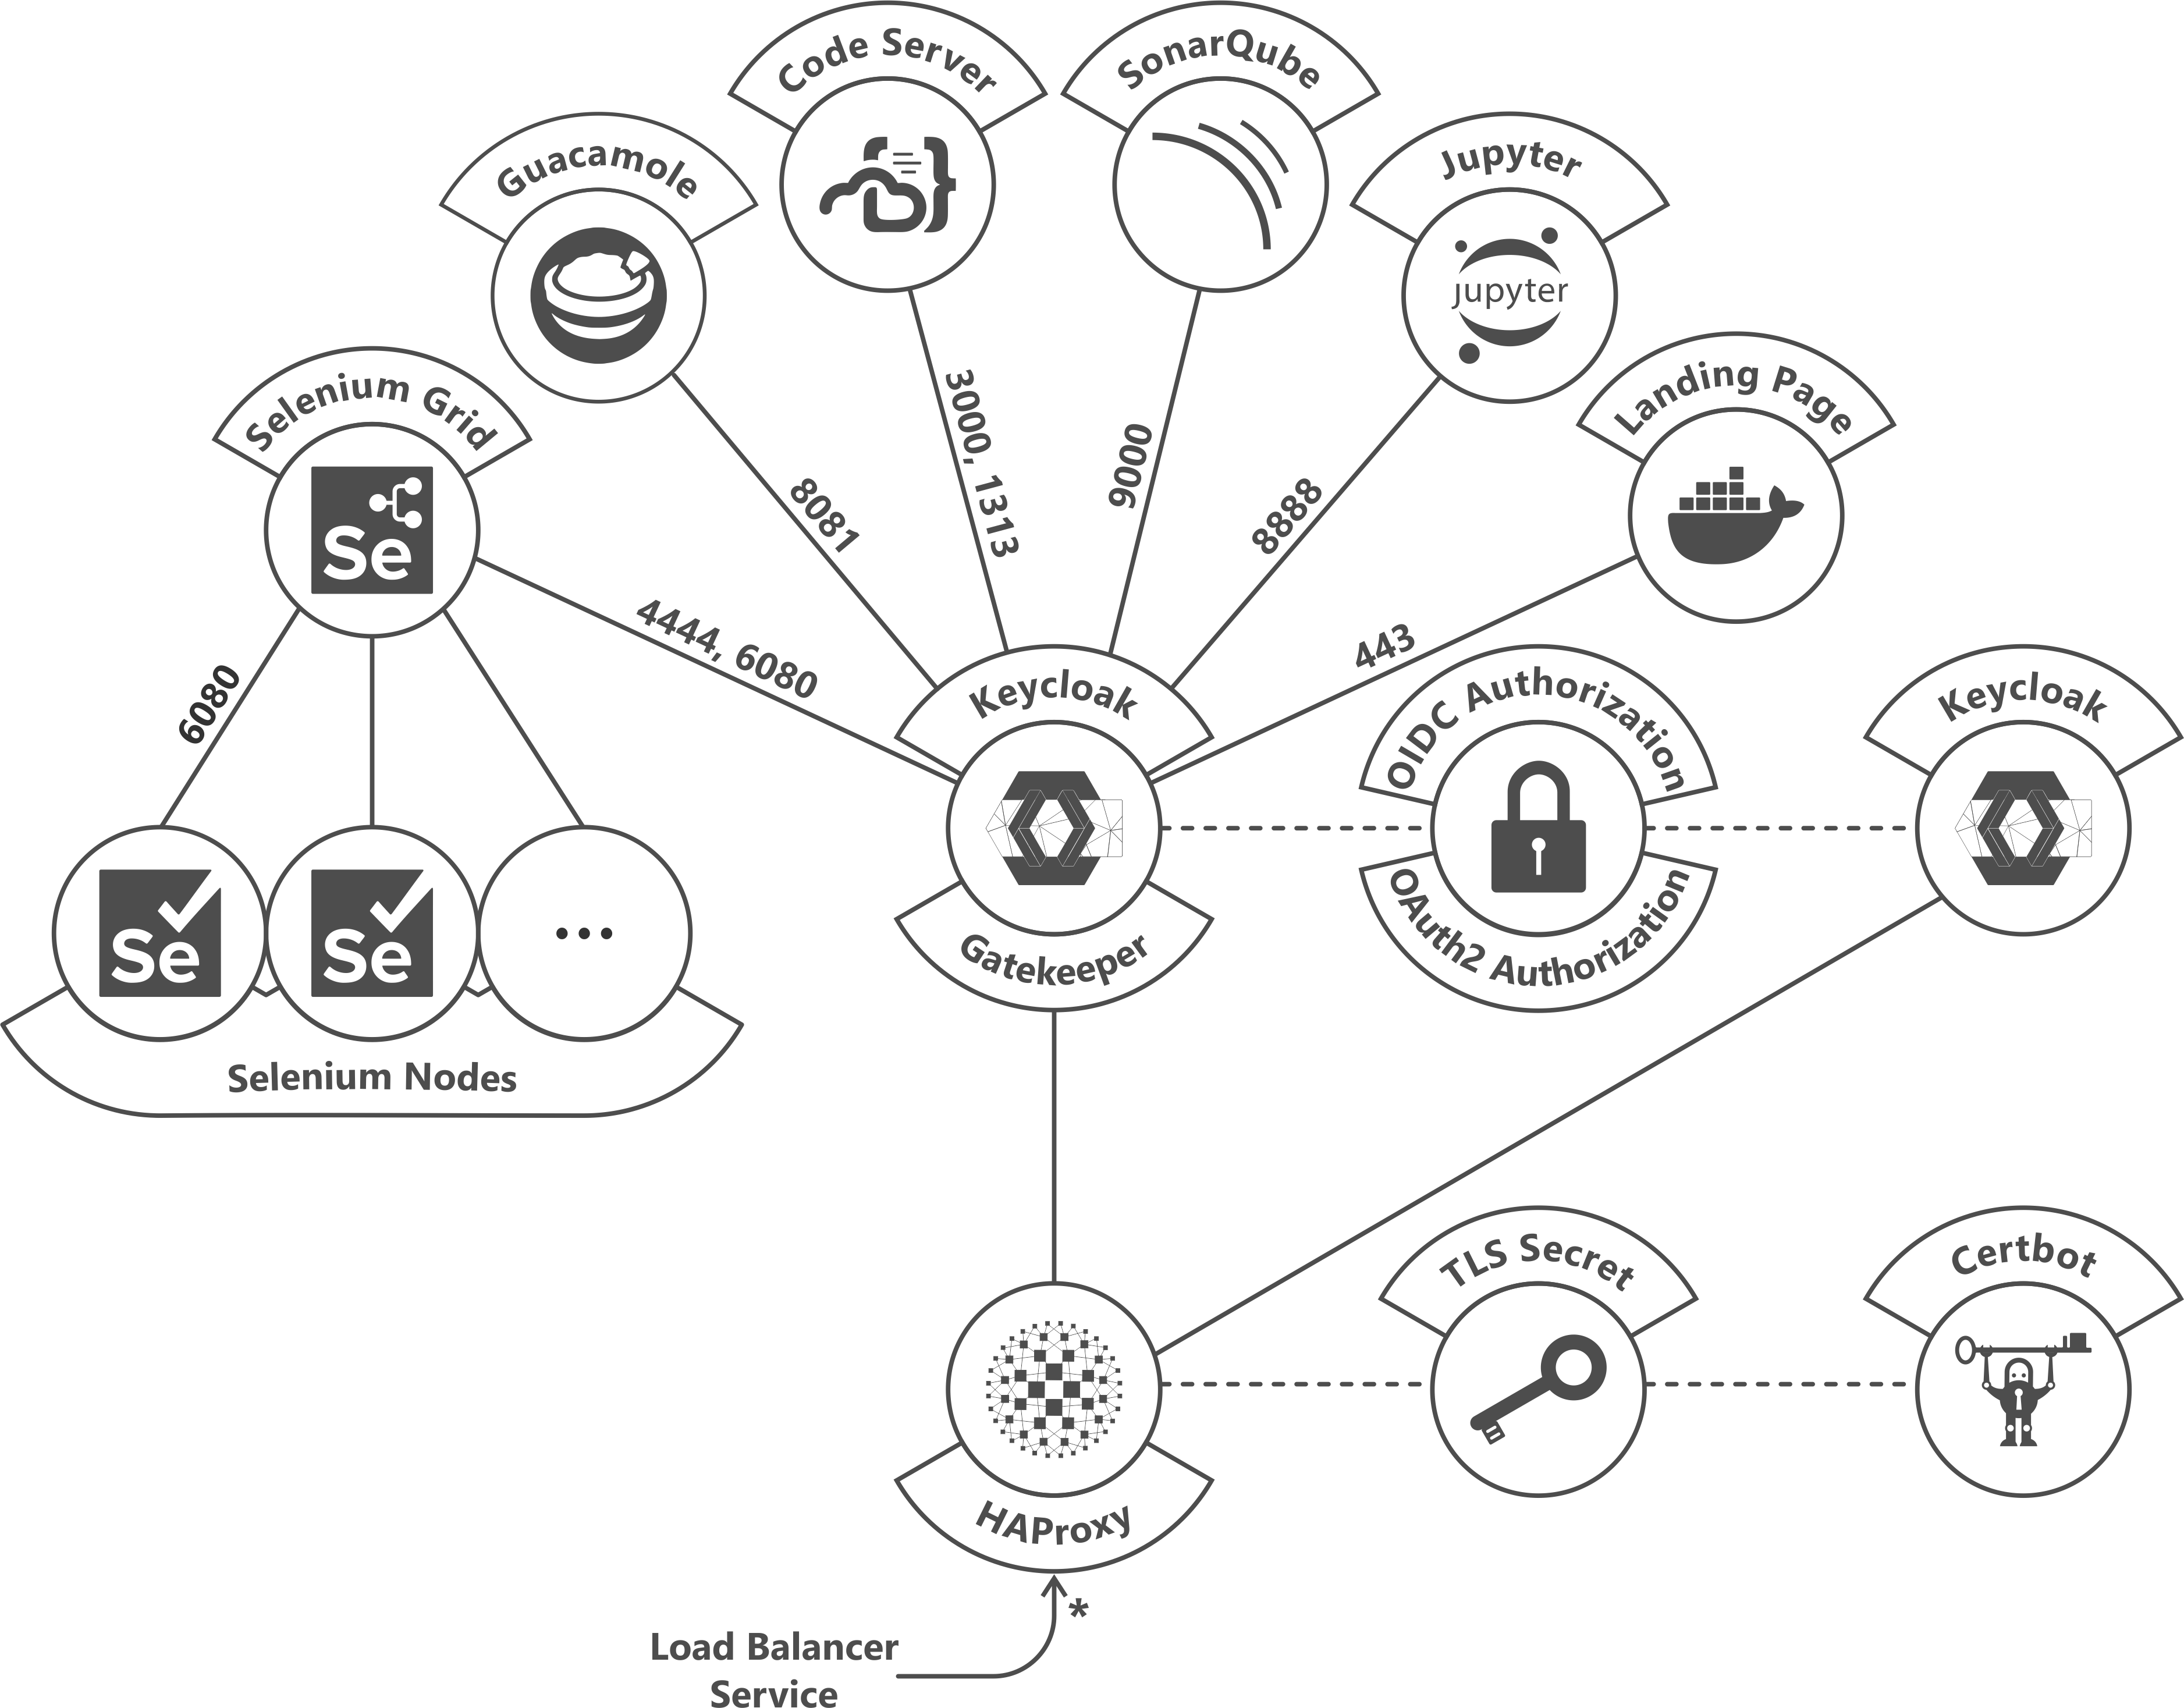 Code Server
SonarQube
Guacamole
Jupyter
jupyter
Selenium Grid
Se
Landing Page
8081
3000, 1313
9000
8888
4444, 6080
443
6080
Keycloak
Gatekeeper
OIDC Authorization
OAuth2 Authorization
Keycloak
Se
Se
...
Selenium Nodes
TLS Secret
Certbot
HAProxy
*
Load Balancer
Service